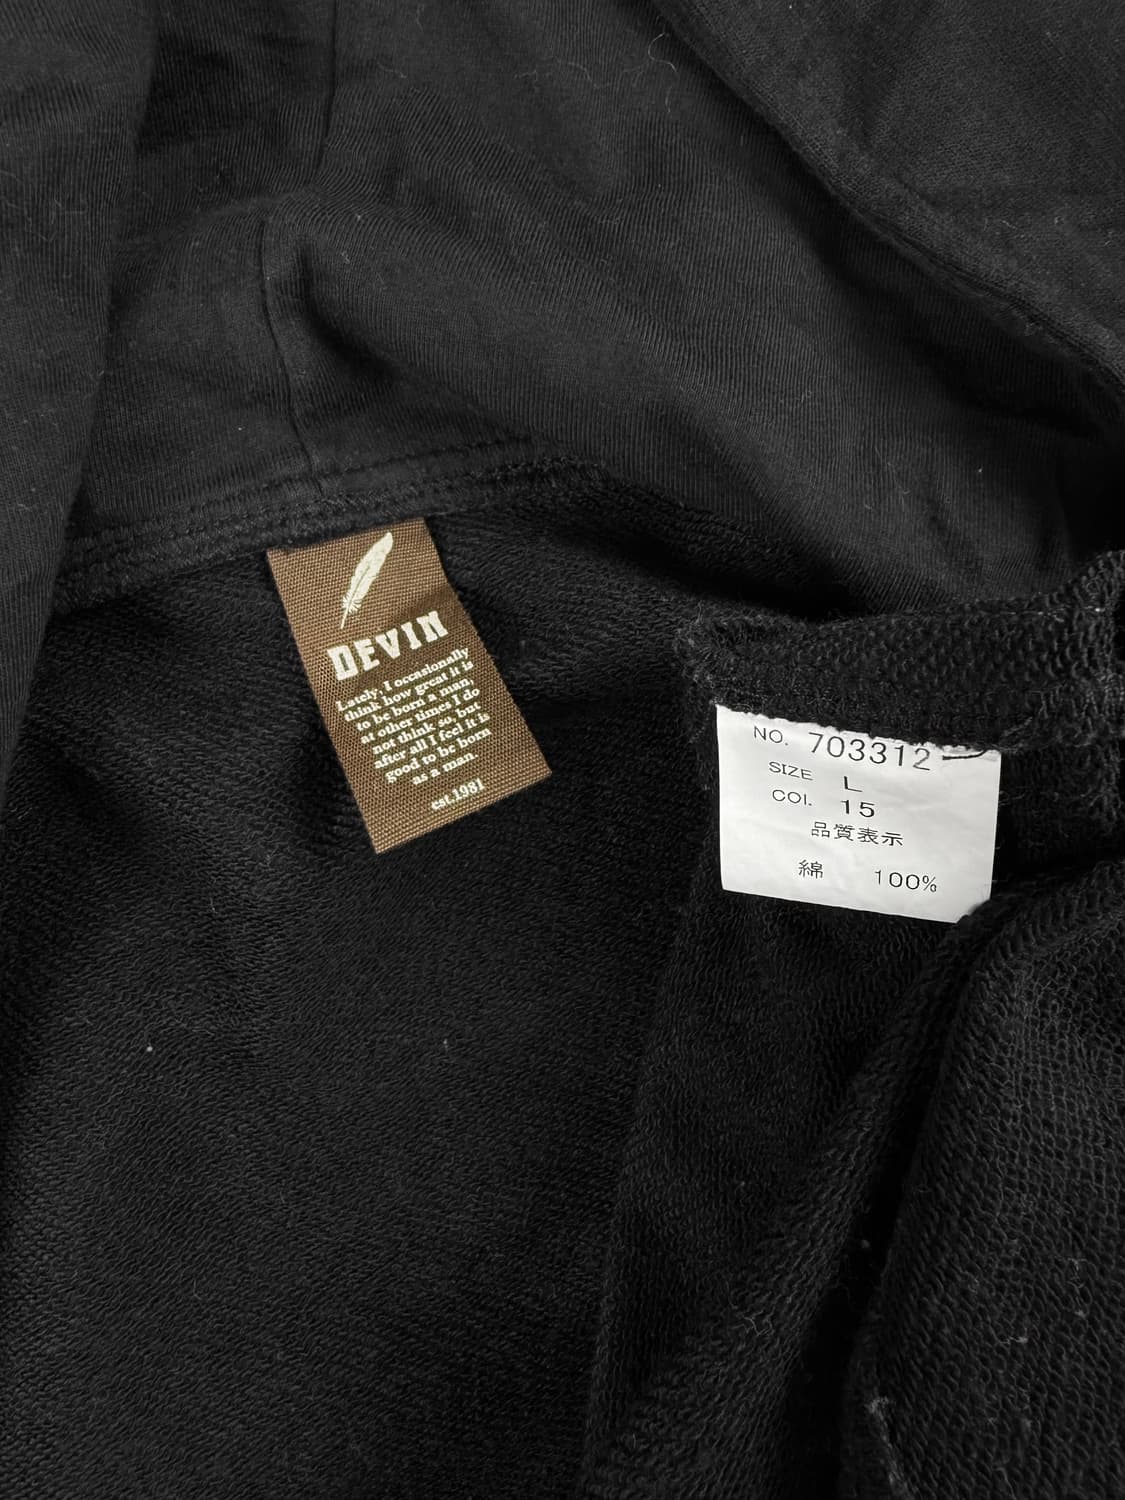 DEVIN
Lately, I occasionally
think how great it is
to be born a man,
at other times I do
not think so, but
after all I feel it is
good to be born
as a man.
est.1981
NO. 703312
SIZE L
COI. 15
品質表示
綿 100%